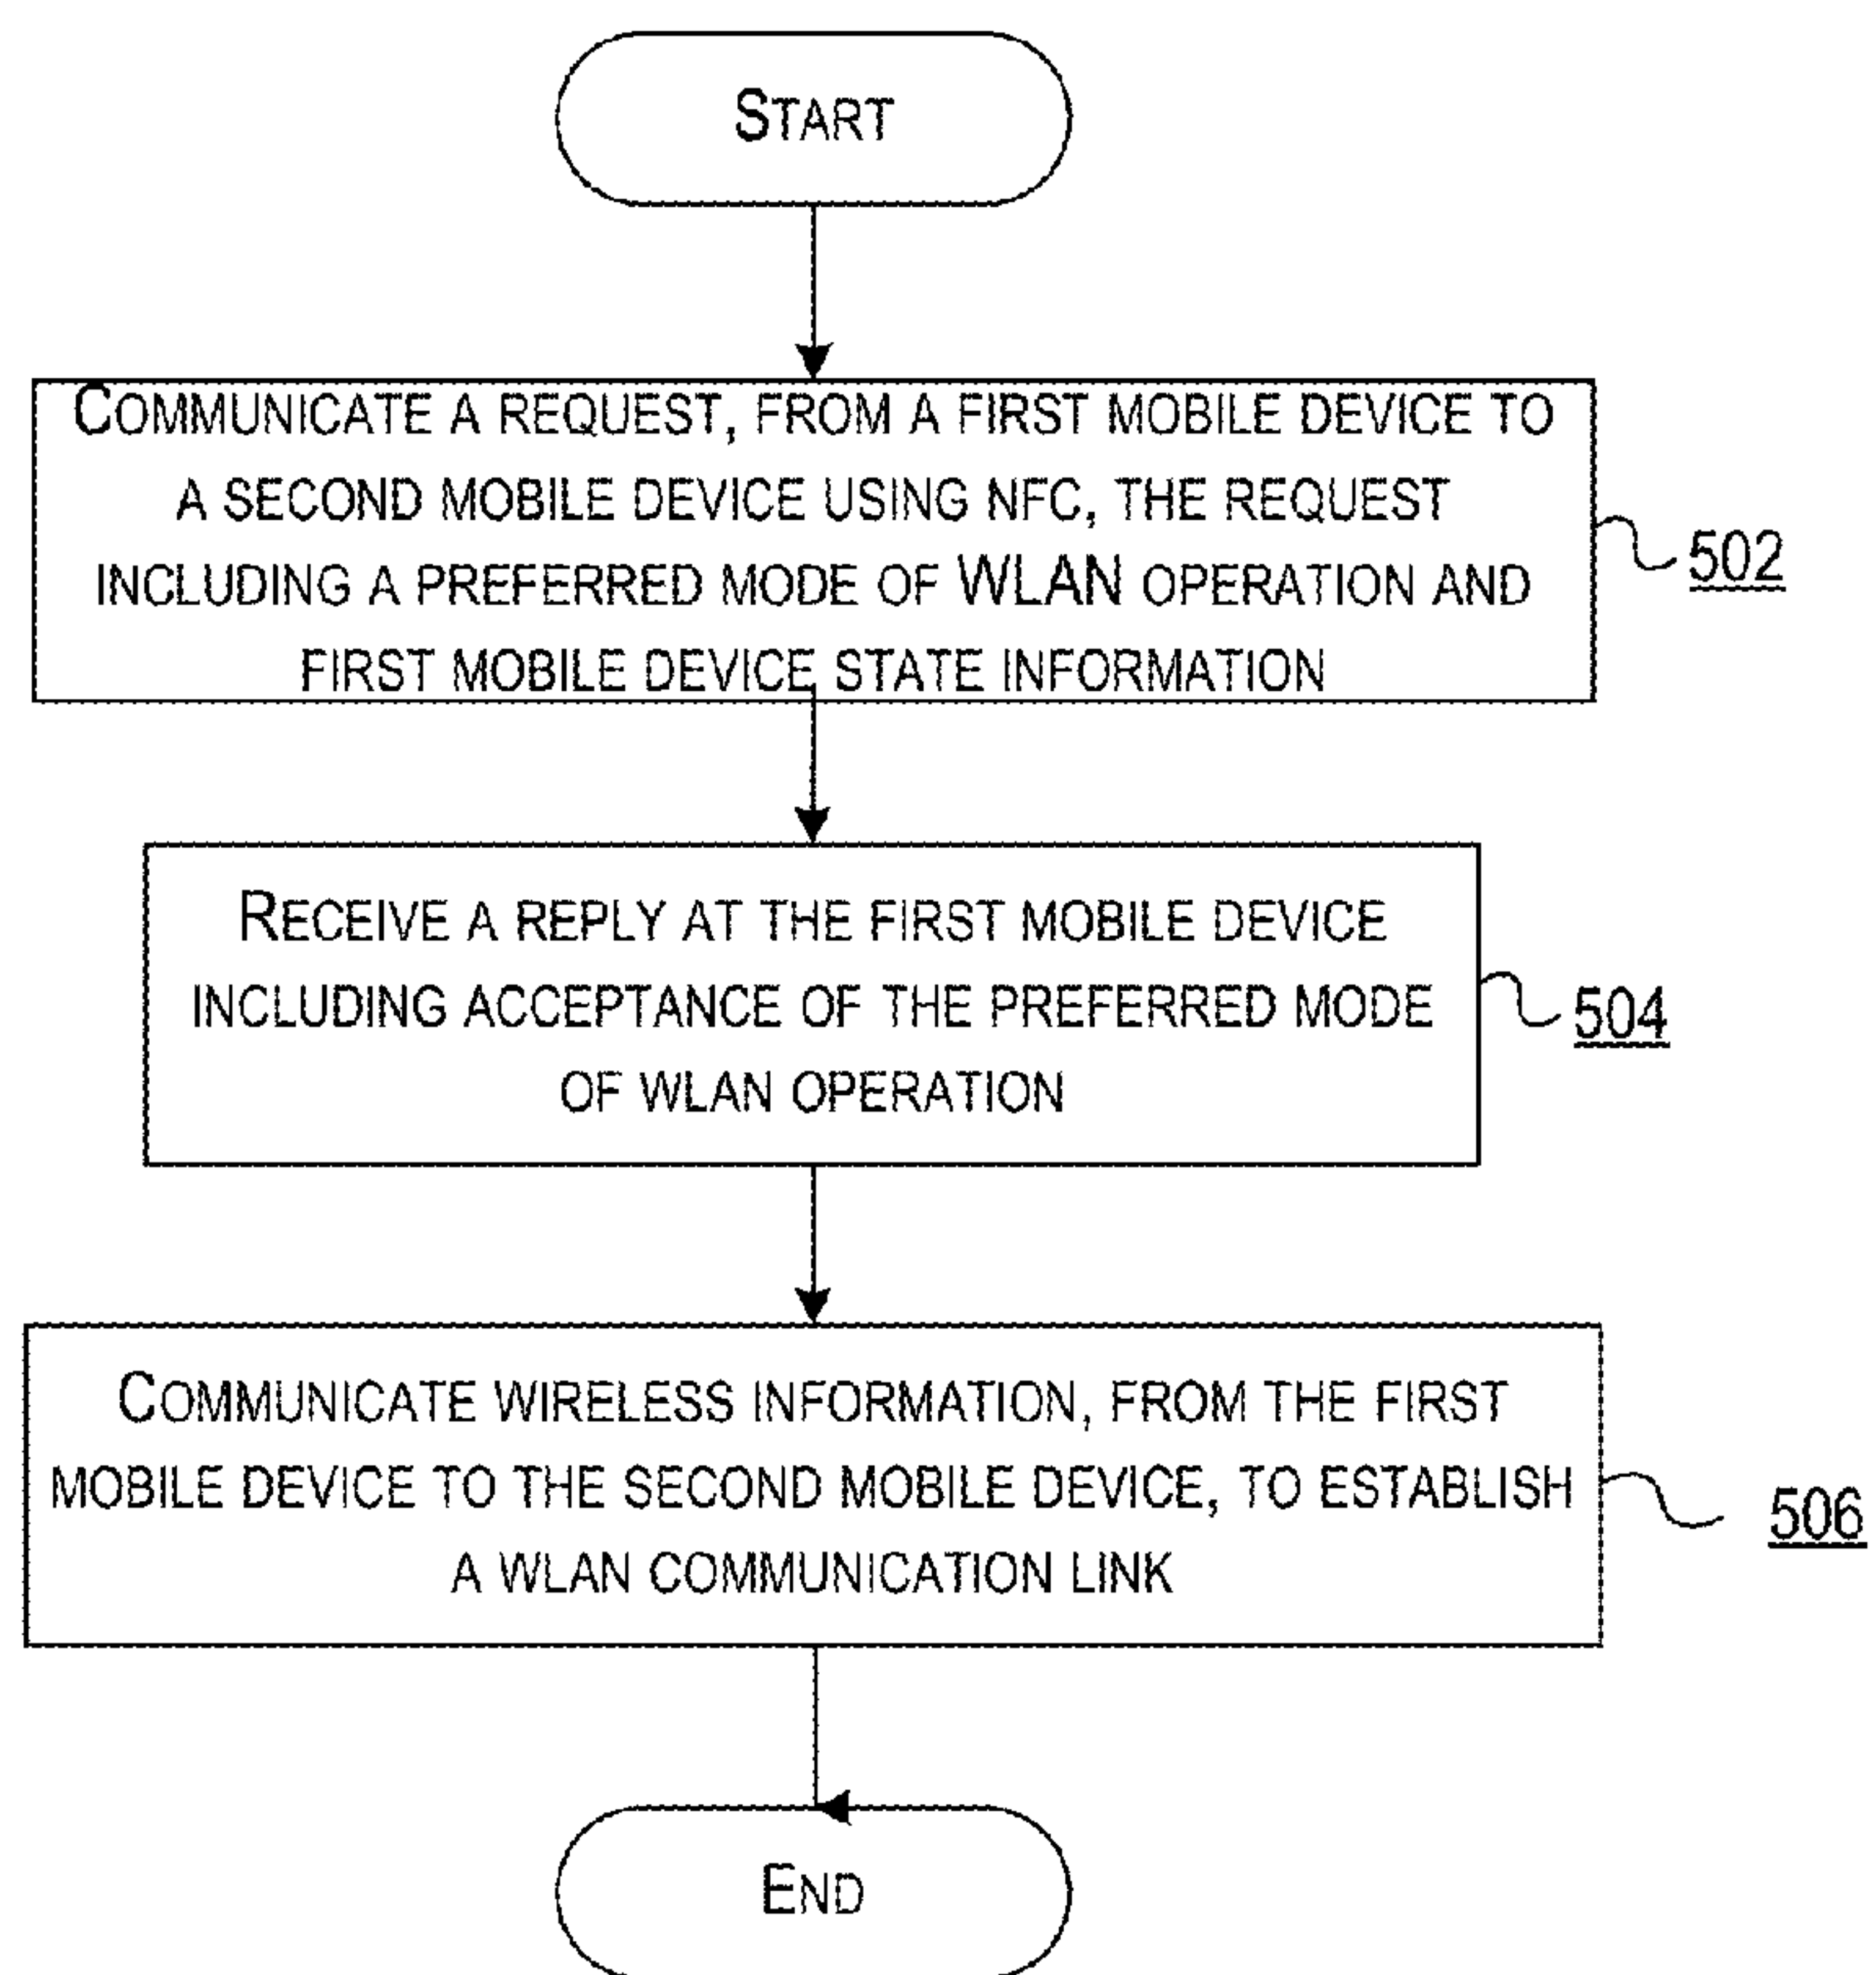 START
COMMUNICATE A REQUEST, FROM A FIRST MOBILE DEVICE TO
A SECOND MOBILE DEVICE USING NFC, THE REQUEST
INCLUDING A PREFERRED MODE OF WLAN OPERATION AND
FIRST MOBILE DEVICE STATE INFORMATION
502
RECEIVE A REPLY AT THE FIRST MOBILE DEVICE
INCLUDING ACCEPTANCE OF THE PREFERRED MODE
OF WLAN OPERATION
504
COMMUNICATE WIRELESS INFORMATION, FROM THE FIRST
MOBILE DEVICE TO THE SECOND MOBILE DEVICE, TO ESTABLISH
A WLAN COMMUNICATION LINK
506
END